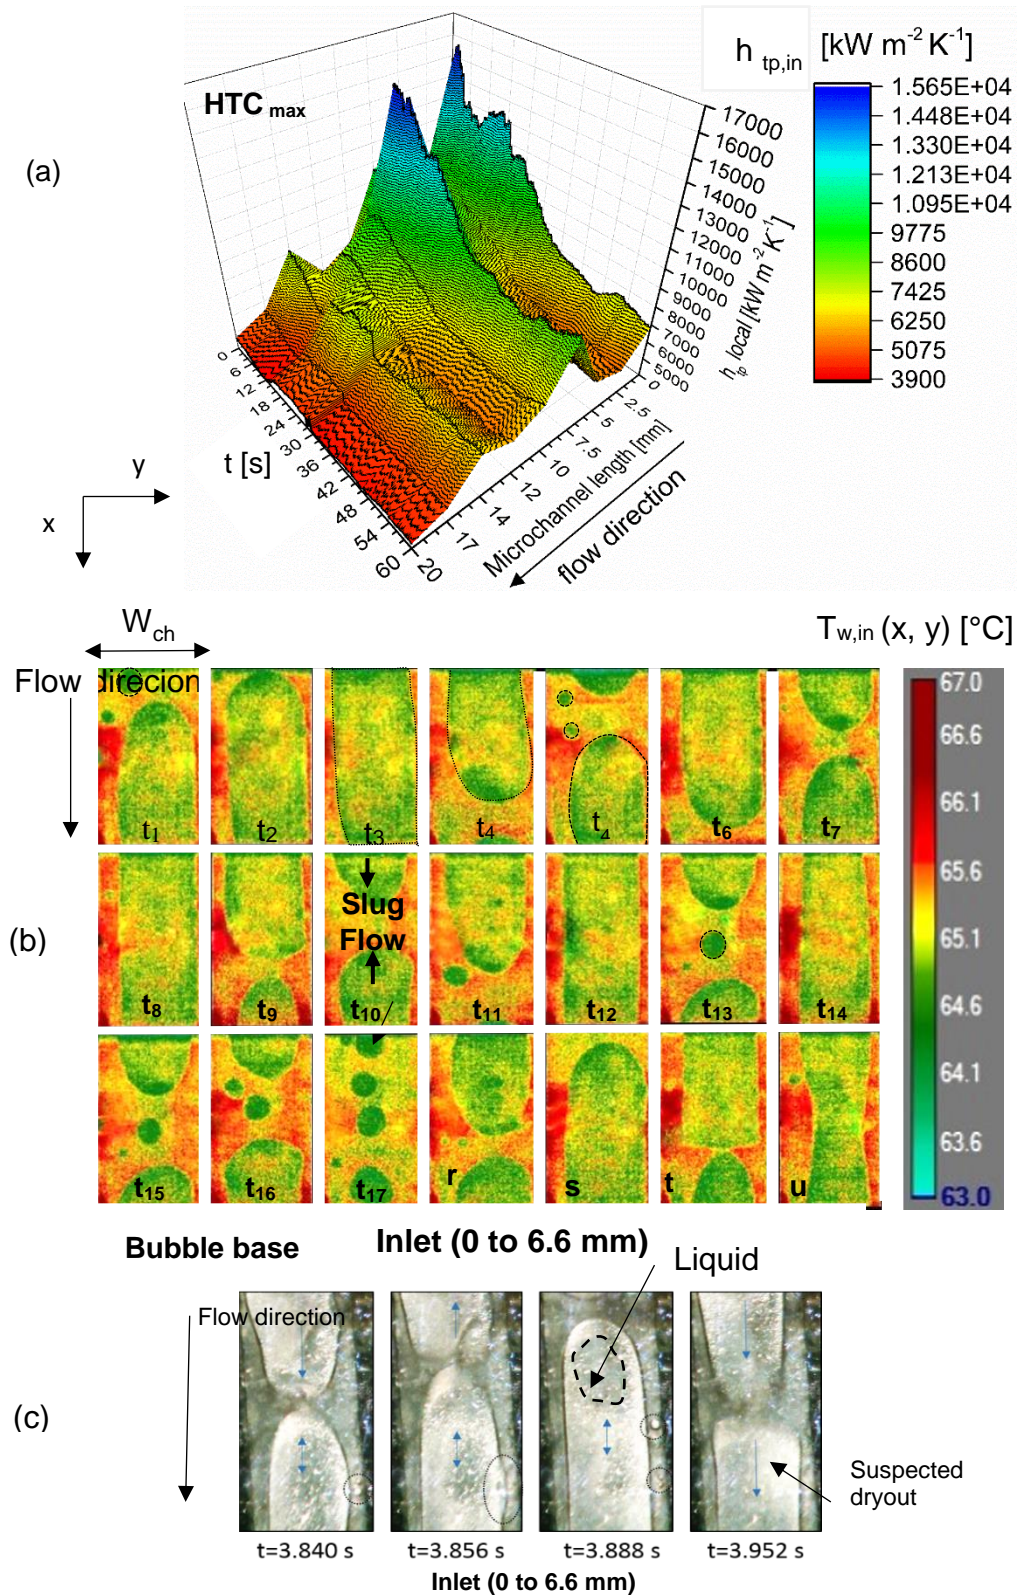 (a)
HTC max
h tp,in [kW m-2 K-1]
1.565E+04
1.448E+04
1.330E+04
1.213E+04
1.095E+04
9775
8600
7425
6250
5075
3900
17000
16000
15000
14000
13000
12000
11000
10000
9000
8000
7000
6000
5000
htp local [kW m-2K-1]
0
2.5
5
7.5
10
12
14
17
20
Microchannel length [mm]
flow direction
0
6
12
18
24
30
36
42
48
54
60
t [s]
y
x
Wch
Tw,in (x, y) [°C]
Flow direcion
(b)
t1 t2 t3 t4 t4 t6 t7
Slug
Flow
t8 t9 t10 t11 t12 t13 t14
t15 t16 t17 r s t u
67.0
66.6
66.1
65.6
65.1
64.6
64.1
63.6
63.0
Bubble base
Inlet (0 to 6.6 mm)
Liquid
Flow direction
(c)
Suspected
dryout
t=3.840 s t=3.856 s t=3.888 s t=3.952 s
Inlet (0 to 6.6 mm)